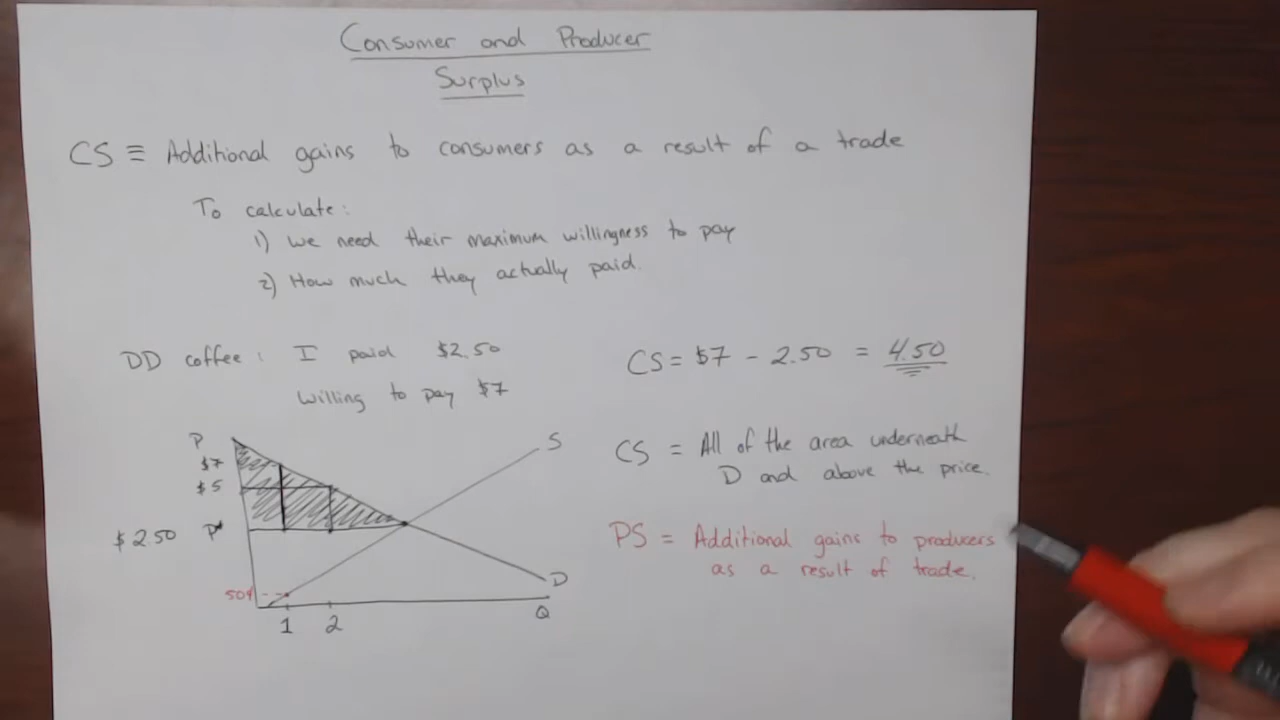 Consumer and Producer
Surplus
CS ≡ Additional gains to consumers as a result of a trade
To calculate:
1) we need their maximum willingness to pay
2) How much they actually paid.
DD coffee: I paid $2.50
willing to pay $7
CS = $7 - 2.50 = 4.50
P
$7
$5
$2.50 P*
50¢
1 2
S
D
Q
CS = All of the area underneath
D and above the price.
PS = Additional gains to producers
as a result of trade.